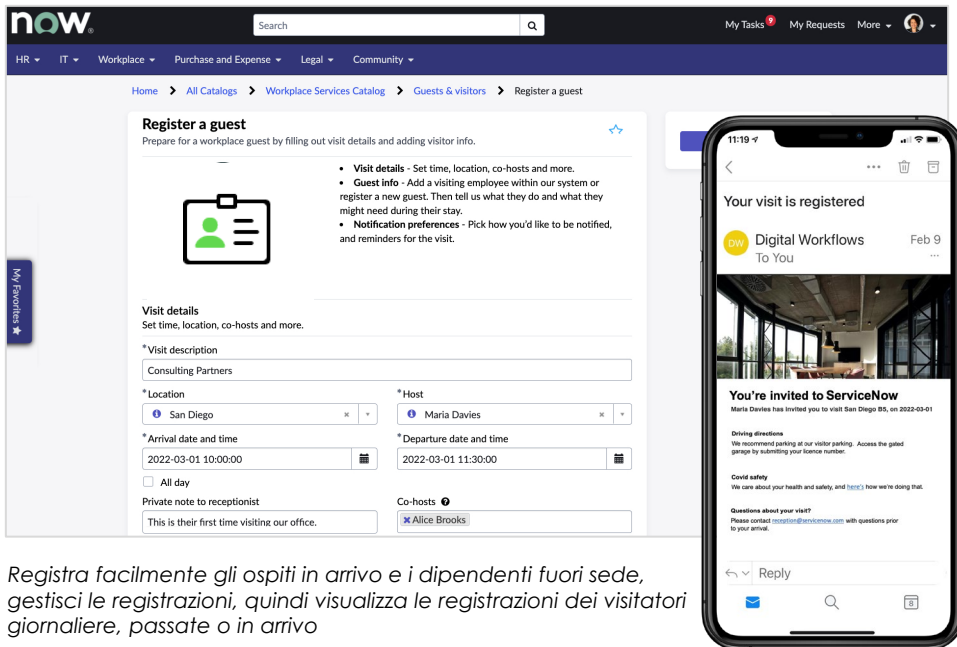 now®
Search
My Tasks 9 My Requests More
HR IT Workplace Purchase and Expense Legal Community
Home > All Catalogs > Workplace Services Catalog > Guests & visitors > Register a guest
Register a guest
Prepare for a workplace guest by filling out visit details and adding visitor info.
• Visit details - Set time, location, co-hosts and more.
• Guest info - Add a visiting employee within our system or
register a new guest. Then tell us what they do and what they
might need during their stay.
• Notification preferences - Pick how you'd like to be notified,
and reminders for the visit.
My Favorites
Visit details
Set time, location, co-hosts and more.
*Visit description
Consulting Partners
*Location
San Diego
*Host
Maria Davies
*Arrival date and time
2022-03-01 10:00:00
*Departure date and time
2022-03-01 11:30:00
All day
Private note to receptionist
This is their first time visiting our office.
Co-hosts
Alice Brooks
11:19
Your visit is registered
DW
Digital Workflows Feb 9
To You
You're invited to ServiceNow
Maria Davies has invited you to visit San Diego B5, on 2022-03-01
Driving directions
We recommend parking at our visitor parking. Access the gated
garage by submitting your licence number.
Covid safety
We care about your health and safety, and here's how we're doing that.
Questions about your visit?
Please contact reception@servicenow.com with questions prior
to your arrival.
Reply
8
Registra facilmente gli ospiti in arrivo e i dipendenti fuori sede,
gestisci le registrazioni, quindi visualizza le registrazioni dei visitatori
giornaliere, passate o in arrivo